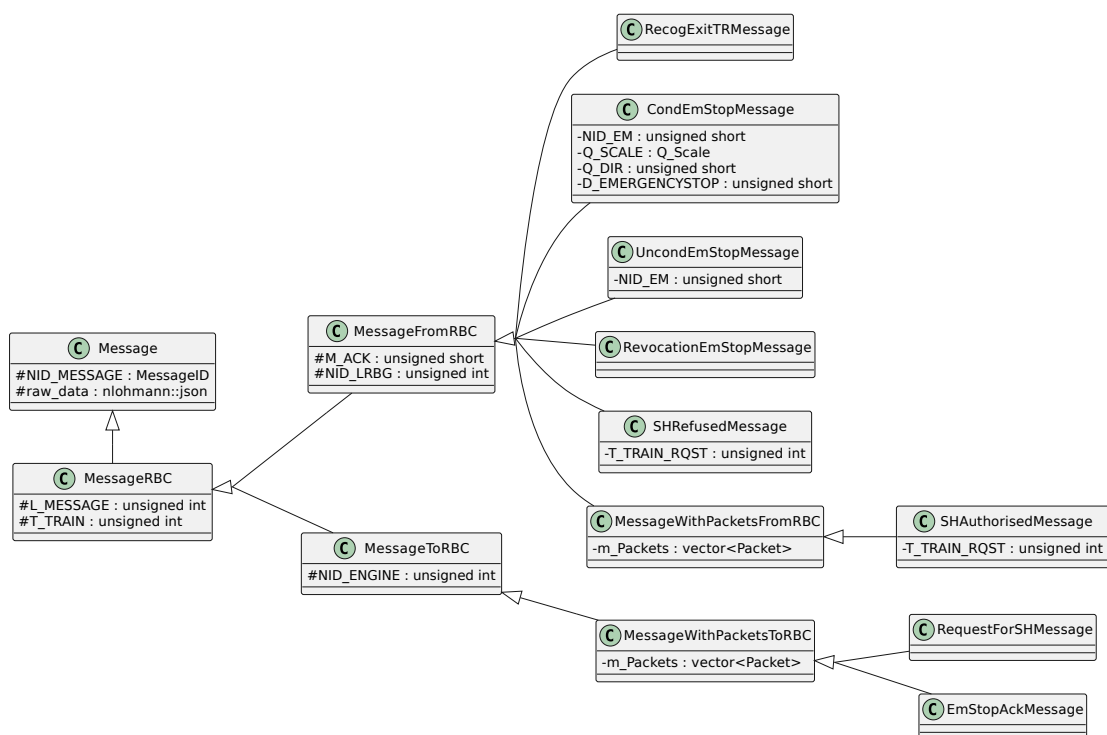 C RecogExitTRMessage
C CondEmStopMessage
-NID_EM : unsigned short
-Q_SCALE : Q_Scale
-Q_DIR : unsigned short
-D_EMERGENCYSTOP : unsigned short
C UncondEmStopMessage
-NID_EM : unsigned short
C MessageFromRBC
#M_ACK : unsigned short
#NID_LRBG : unsigned int
C Message
#NID_MESSAGE : MessageID
#raw_data : nlohmann::json
C RevocationEmStopMessage
C SHRefusedMessage
-T_TRAIN_RQST : unsigned int
C MessageRBC
#L_MESSAGE : unsigned int
#T_TRAIN : unsigned int
C MessageWithPacketsFromRBC
-m_Packets : vector<Packet>
C SHAuthorisedMessage
-T_TRAIN_RQST : unsigned int
C MessageToRBC
#NID_ENGINE : unsigned int
C MessageWithPacketsToRBC
-m_Packets : vector<Packet>
C RequestForSHMessage
C EmStopAckMessage